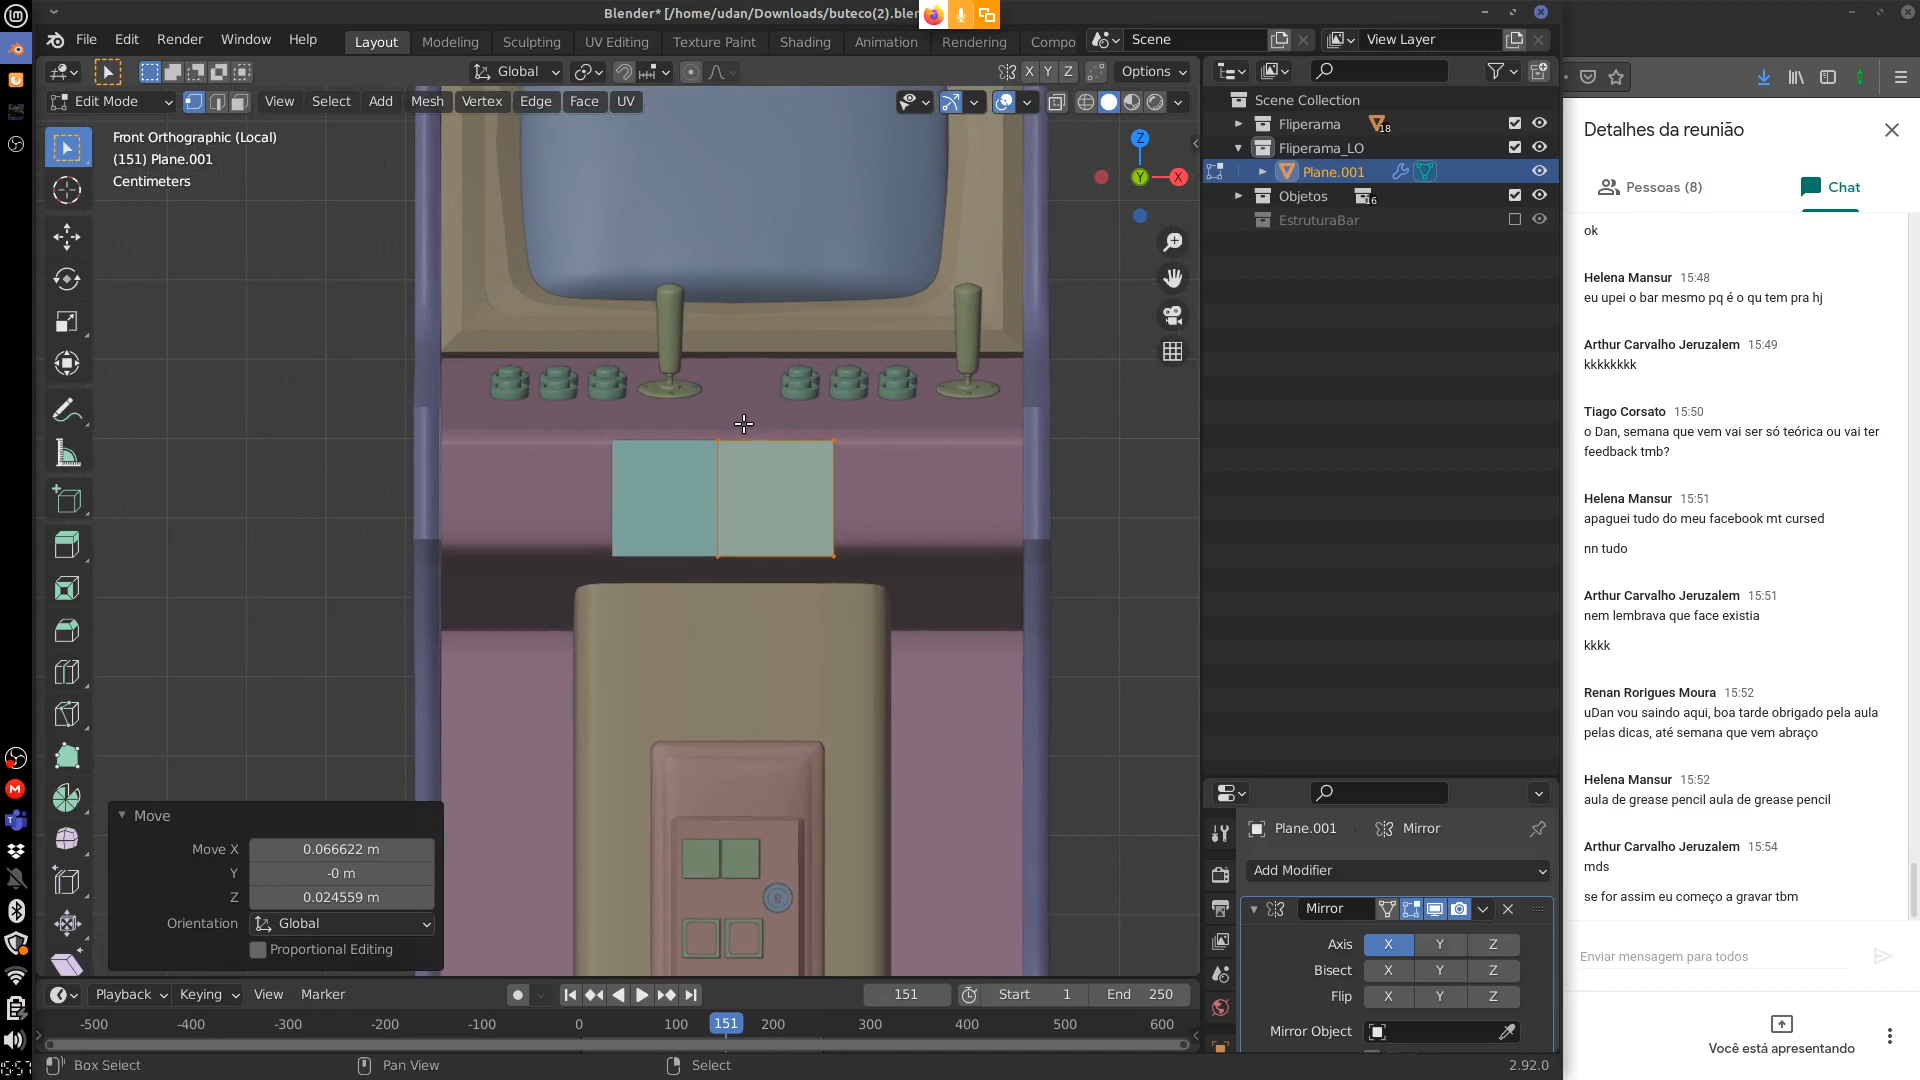 Blender* [/home/udan/Downloads/buteco(2).blen
File Edit Render Window Help
Layout Modeling Sculpting UV Editing Texture Paint Shading Animation Rendering Compo
Scene
View Layer
Global
X Y Z
Options
Edit Mode
View Select Add Mesh Vertex Edge Face UV
Front Orthographic (Local)
(151) Plane.001
Centimeters
Z
Y
X
Scene Collection
Fliperama 18
Fliperama_LO
Plane.001
Objetos 16
EstruturaBar
Move
Move X 0.066622 m
Y -0 m
Z 0.024559 m
Orientation Global
Proportional Editing
Plane.001 Mirror
Add Modifier
Mirror
Axis X Y Z
Bisect X Y Z
Flip X Y Z
Mirror Object
Playback Keying View Marker
151
Start 1
End 250
-500 -400 -300 -200 -100 0 100 151 200 300 400 500 600
Box Select
Pan View
Select
2.92.0
Detalhes da reunião
Pessoas (8)
Chat
ok
Helena Mansur 15:48
eu upei o bar mesmo pq é o qu tem pra hj
Arthur Carvalho Jeruzalem 15:49
kkkkkkkk
Tiago Corsato 15:50
o Dan, semana que vem vai ser só teórica ou vai ter
feedback tmb?
Helena Mansur 15:51
apaguei tudo do meu facebook mt cursed
nn tudo
Arthur Carvalho Jeruzalem 15:51
nem lembrava que face existia
kkkk
Renan Rorigues Moura 15:52
uDan vou saindo aqui, boa tarde obrigado pela aula
pelas dicas, até semana que vem abraço
Helena Mansur 15:52
aula de grease pencil aula de grease pencil
Arthur Carvalho Jeruzalem 15:54
mds
se for assim eu começo a gravar tbm
Enviar mensagem para todos
Você está apresentando